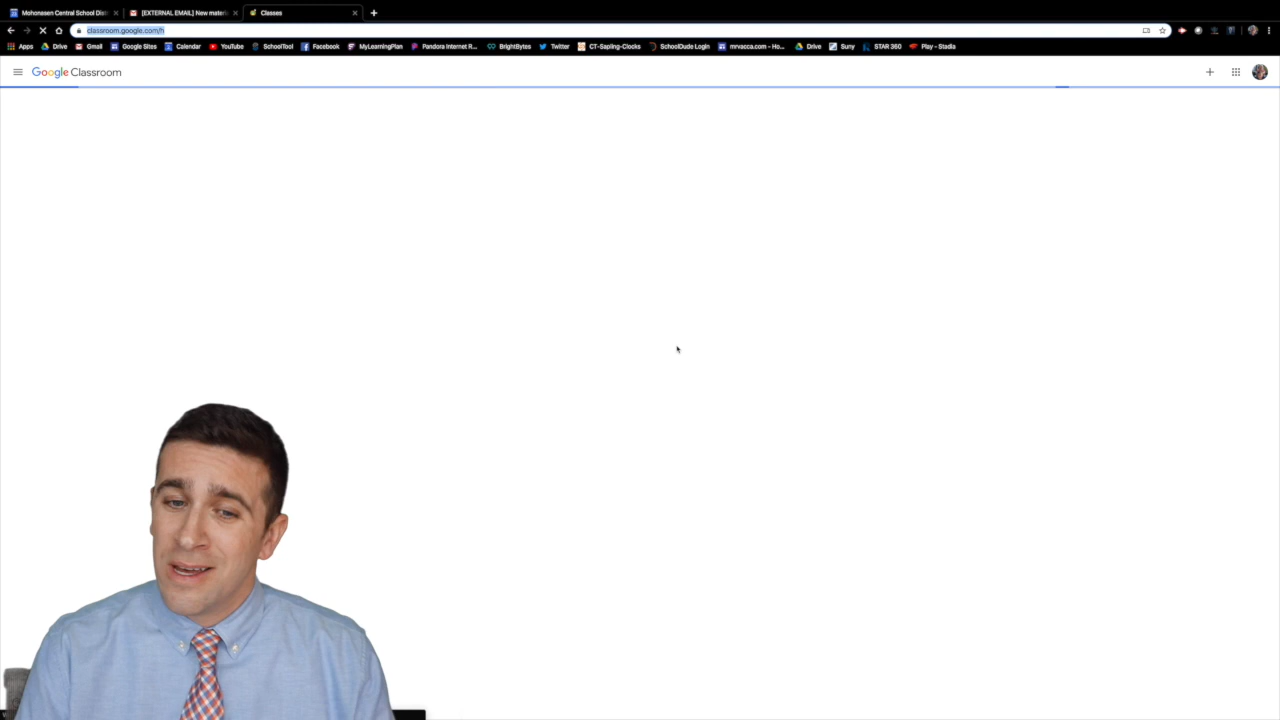 Mohonasen Central School Dist
[EXTERNAL EMAIL] New materi
Classes
classroom.google.com/h
Apps Drive Gmail Google Sites Calendar YouTube SchoolTool Facebook MyLearningPlan Pandora Internet R... BrightBytes Twitter CT-Sapling-Clocks SchoolDude Login mrvacca.com - Ho... Drive Suny STAR 360 Play - Stadia
Google Classroom